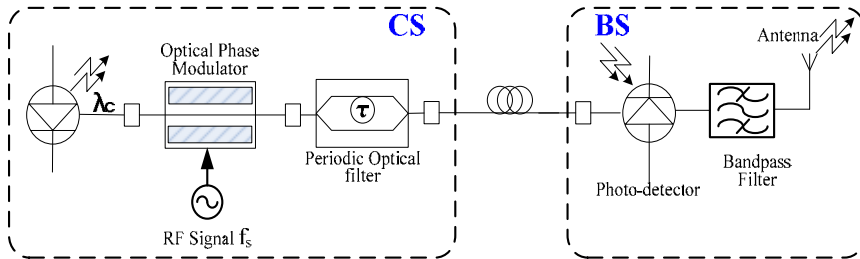 CS
BS
Optical Phase
Modulator
Antenna
λc
τ
Periodic Optical
filter
RF Signal fs
Photo-detector
Bandpass
Filter